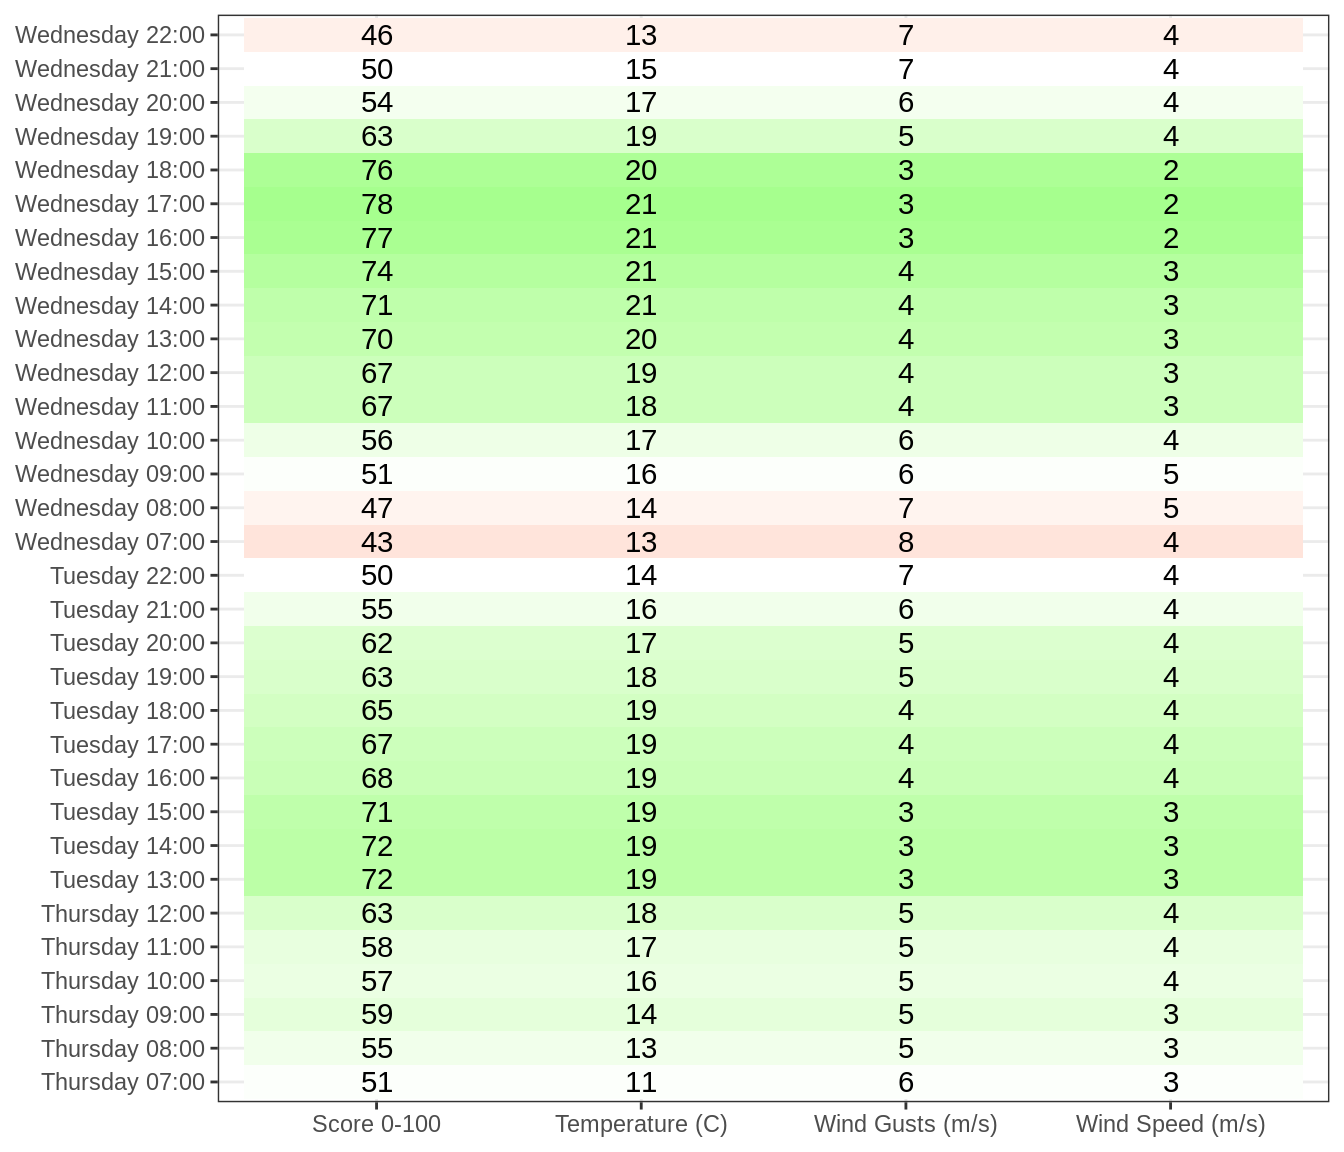 Wednesday 22:00 46 13 7 4
Wednesday 21:00 50 15 7 4
Wednesday 20:00 54 17 6 4
Wednesday 19:00 63 19 5 4
Wednesday 18:00 76 20 3 2
Wednesday 17:00 78 21 3 2
Wednesday 16:00 77 21 3 2
Wednesday 15:00 74 21 4 3
Wednesday 14:00 71 21 4 3
Wednesday 13:00 70 20 4 3
Wednesday 12:00 67 19 4 3
Wednesday 11:00 67 18 4 3
Wednesday 10:00 56 17 6 4
Wednesday 09:00 51 16 6 5
Wednesday 08:00 47 14 7 5
Wednesday 07:00 43 13 8 4
Tuesday 22:00 50 14 7 4
Tuesday 21:00 55 16 6 4
Tuesday 20:00 62 17 5 4
Tuesday 19:00 63 18 5 4
Tuesday 18:00 65 19 4 4
Tuesday 17:00 67 19 4 4
Tuesday 16:00 68 19 4 4
Tuesday 15:00 71 19 3 3
Tuesday 14:00 72 19 3 3
Tuesday 13:00 72 19 3 3
Thursday 12:00 63 18 5 4
Thursday 11:00 58 17 5 4
Thursday 10:00 57 16 5 4
Thursday 09:00 59 14 5 3
Thursday 08:00 55 13 5 3
Thursday 07:00 51 11 6 3
Score 0-100 Temperature (C) Wind Gusts (m/s) Wind Speed (m/s)